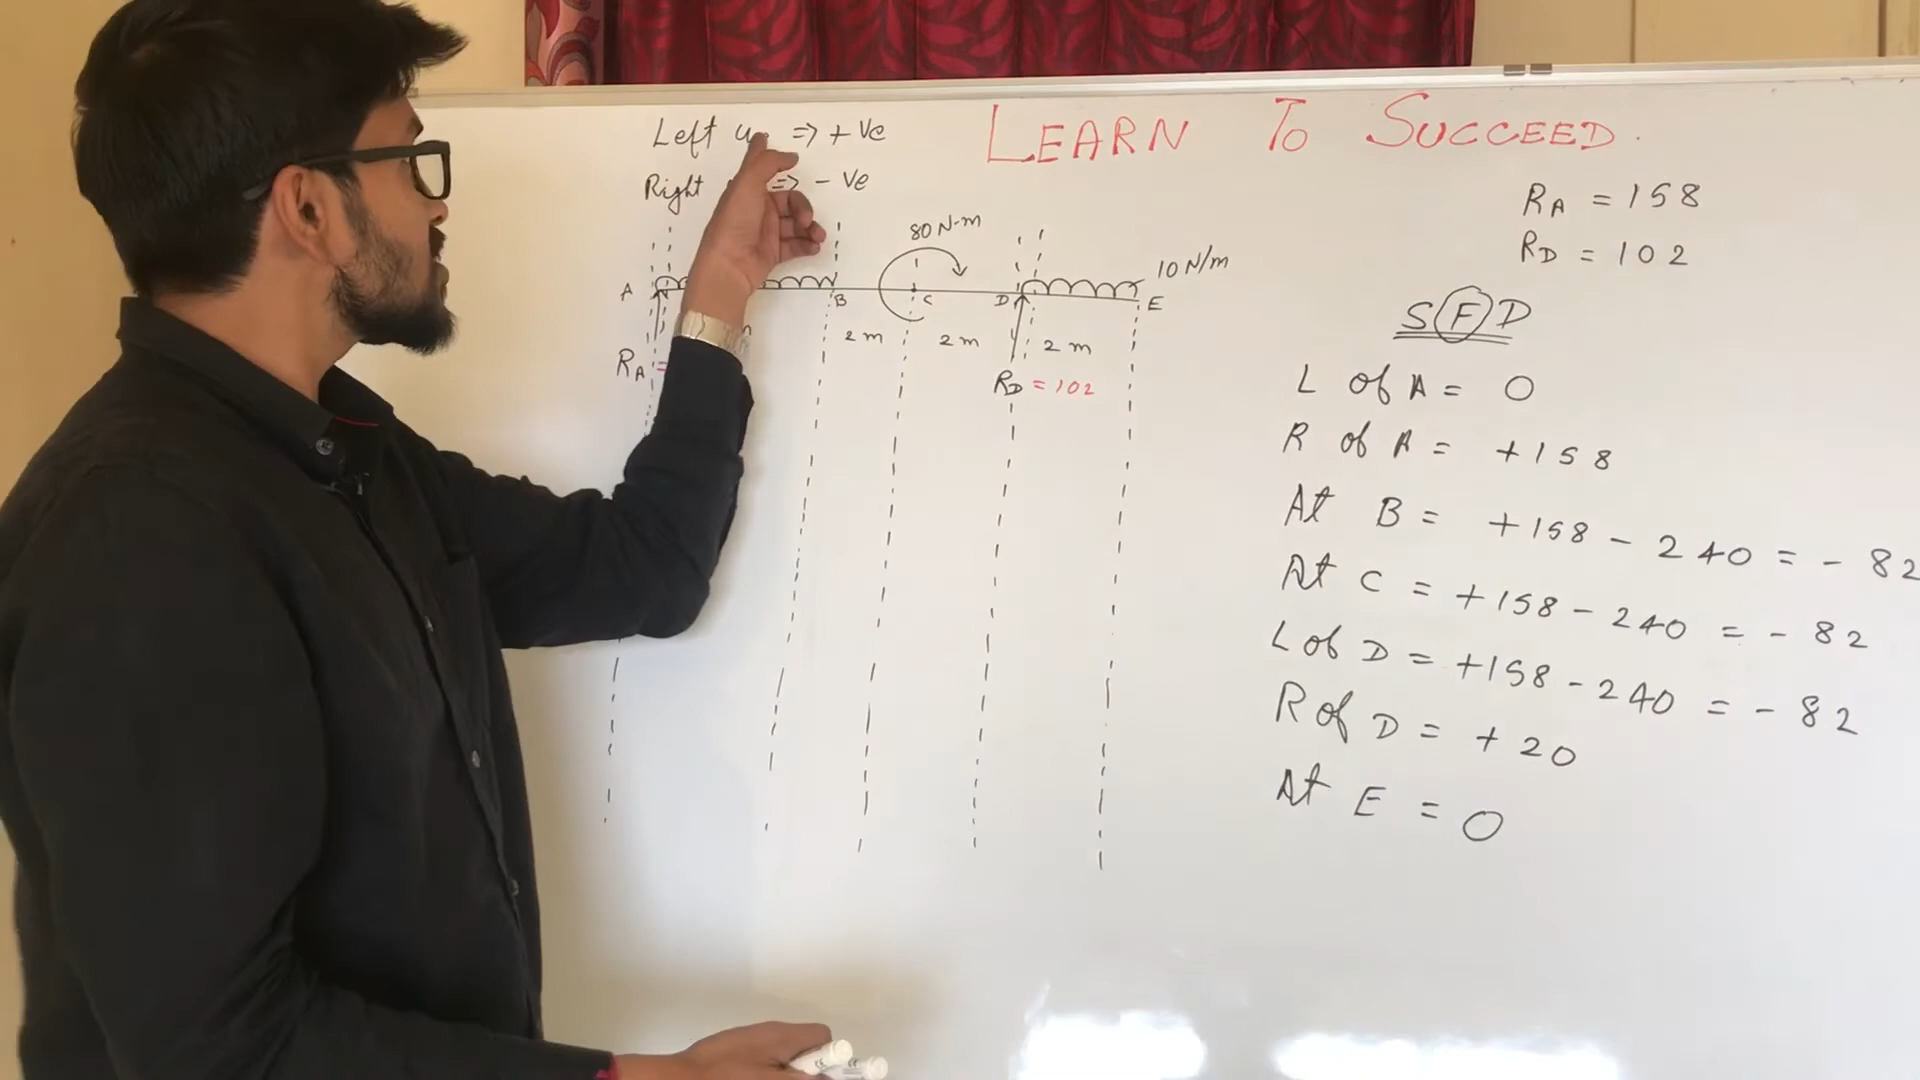 Left => +ve
LEARN TO SUCCEED.
Right => - ve
RA = 158
RD = 102
80 N-m
10 N/m
A B C D E
2 m 2 m 2 m
RA =
RD = 102
SFD
L of A = 0
R of A = +158
At B = +158 - 240 = - 82
At C = +158 - 240 = - 82
L of D = +158 - 240 = - 82
R of D = + 20
At E = 0